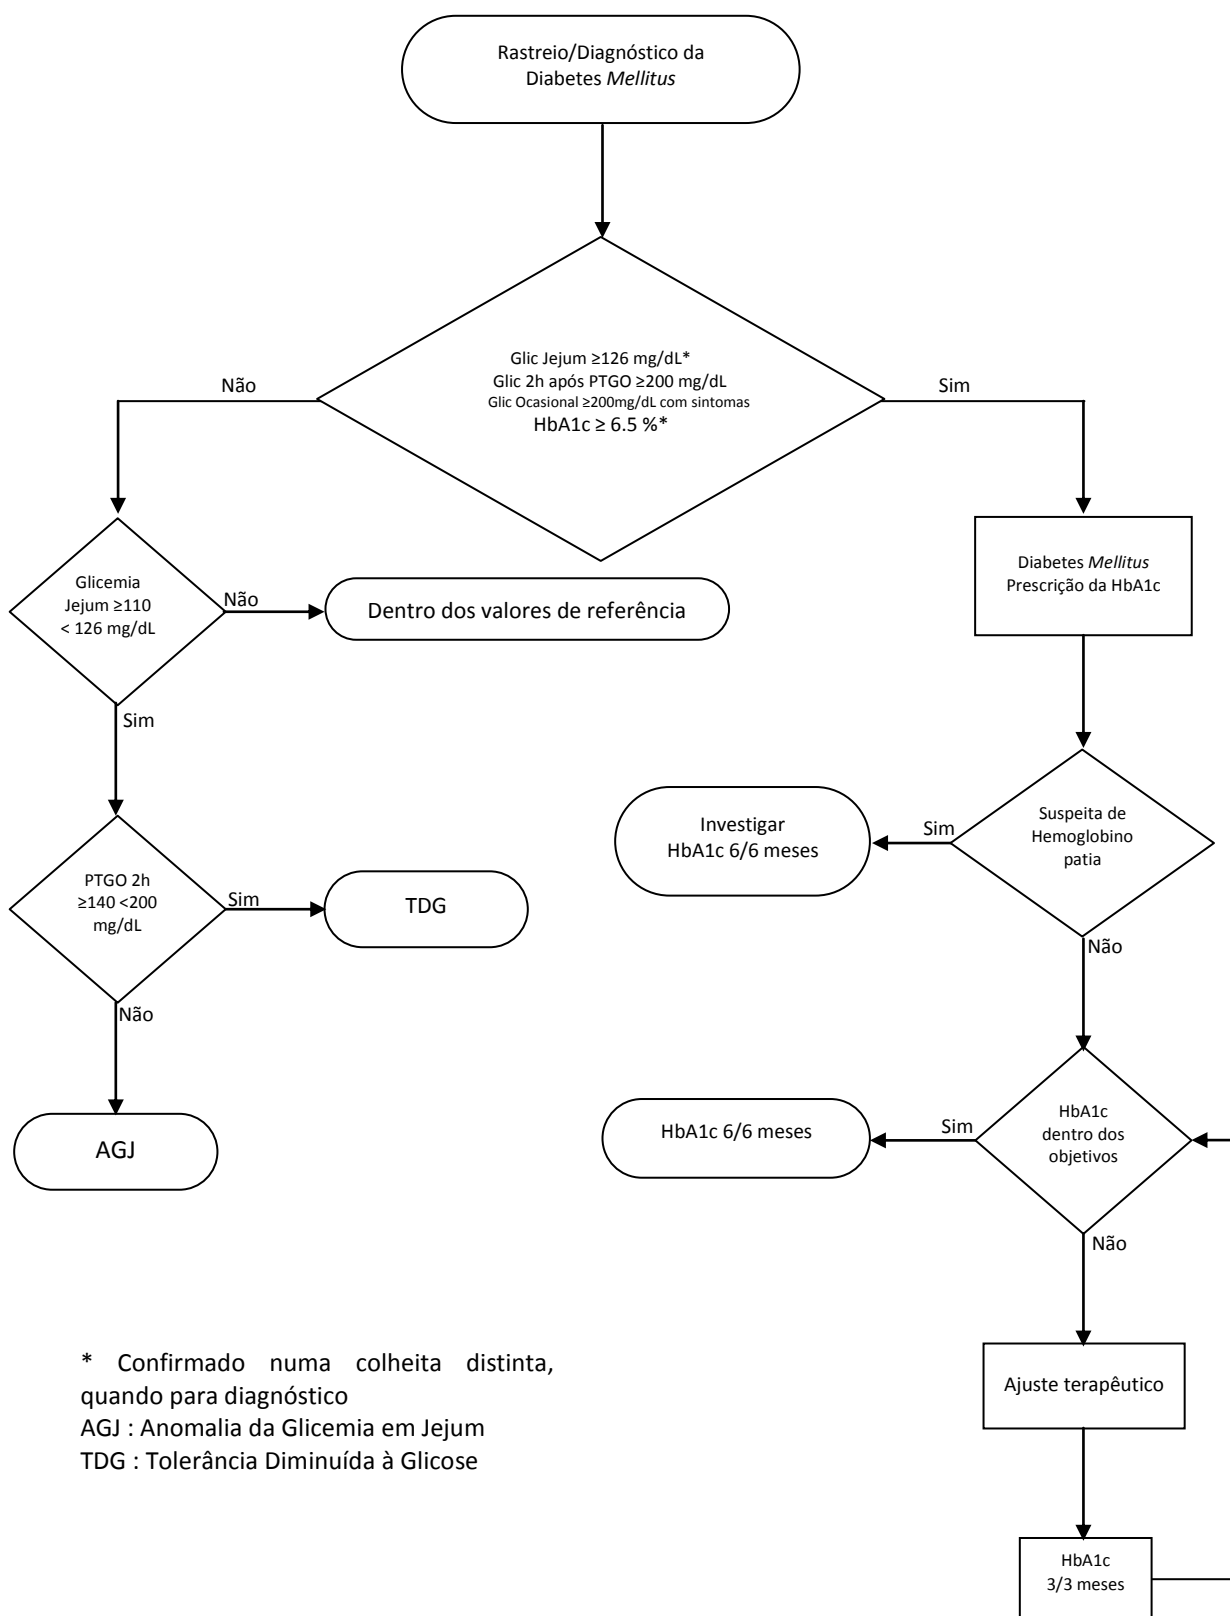 Rastreio/Diagnóstico da
Diabetes Mellitus
Glic Jejum ≥126 mg/dL*
Glic 2h após PTGO ≥200 mg/dL
Glic Ocasional ≥200mg/dL com sintomas
HbA1c ≥ 6.5 %*
Não
Sim
Glicemia
Jejum ≥110
< 126 mg/dL
Não
Dentro dos valores de referência
Diabetes Mellitus
Prescrição da HbA1c
Sim
Investigar
HbA1c 6/6 meses
Sim
Suspeita de
Hemoglobino
patia
PTGO 2h
≥140 <200
mg/dL
Sim
TDG
Não
Não
AGJ
HbA1c 6/6 meses
Sim
HbA1c
dentro dos
objetivos
Não
Ajuste terapêutico
* Confirmado numa colheita distinta,
quando para diagnóstico
AGJ : Anomalia da Glicemia em Jejum
TDG : Tolerância Diminuída à Glicose
HbA1c
3/3 meses